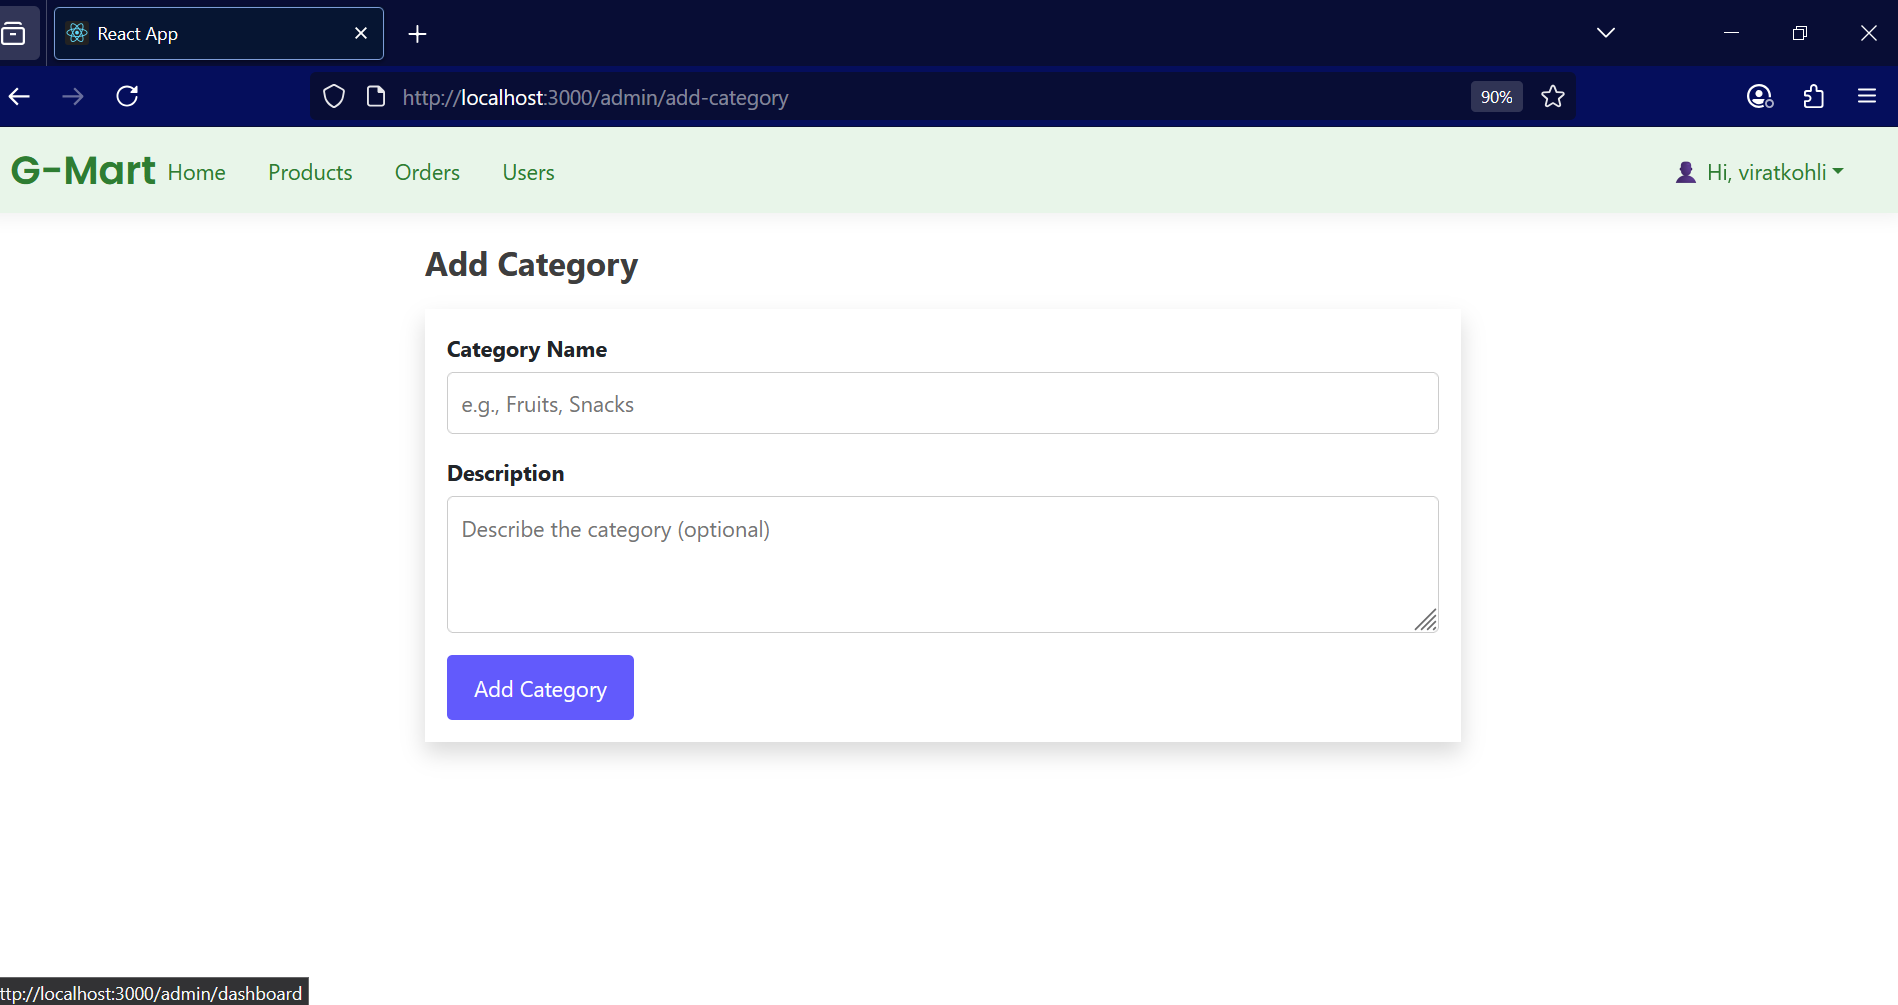 React App
http://localhost:3000/admin/add-category
90%
G-Mart Home Products Orders Users Hi, viratkohli
Add Category
Category Name
e.g., Fruits, Snacks
Description
Describe the category (optional)
Add Category
ttp://localhost:3000/admin/dashboard